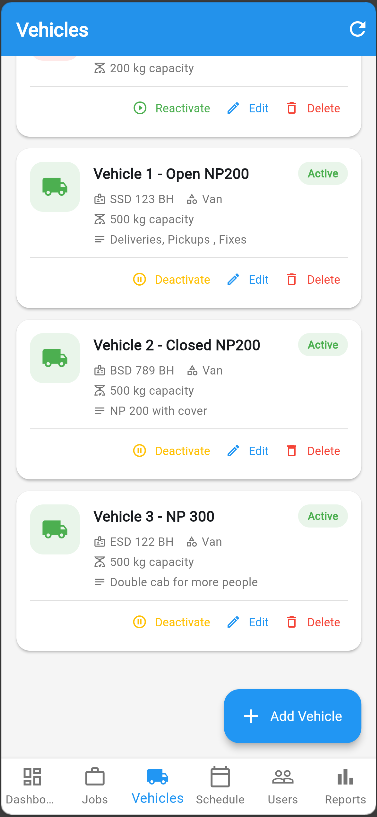 Vehicles
200 kg capacity
Reactivate Edit Delete
Vehicle 1 - Open NP200 Active
SSD 123 BH Van
500 kg capacity
Deliveries, Pickups , Fixes
Deactivate Edit Delete
Vehicle 2 - Closed NP200 Active
BSD 789 BH Van
500 kg capacity
NP 200 with cover
Deactivate Edit Delete
Vehicle 3 - NP 300 Active
ESD 122 BH Van
500 kg capacity
Double cab for more people
Deactivate Edit Delete
+ Add Vehicle
Dashbo... Jobs Vehicles Schedule Users Reports